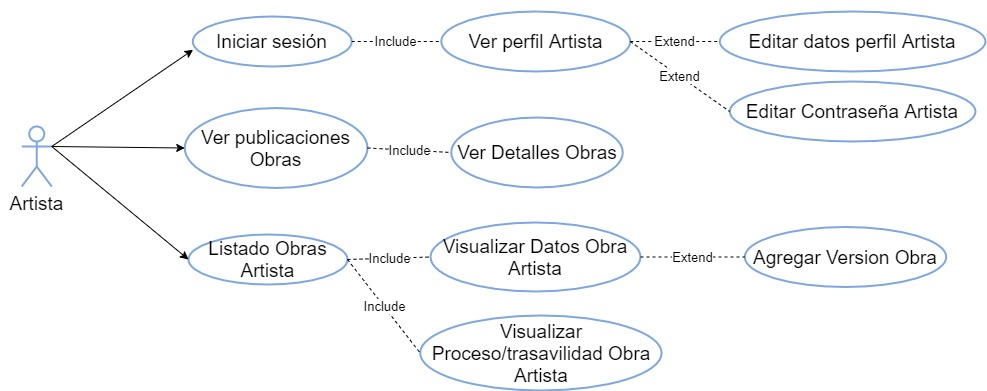 Iniciar sesión
Include
Ver perfil Artista
Extend
Editar datos perfil Artista
Extend
Editar Contraseña Artista
Ver publicaciones
Obras
Include
Ver Detalles Obras
Artista
Listado Obras
Artista
Include
Visualizar Datos Obra
Artista
Extend
Agregar Version Obra
Include
Visualizar
Proceso/trasavilidad Obra
Artista